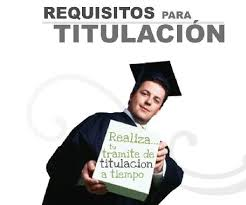 REQUISITOS PARA
TITULACIÓN
Realiza...
tu
tramite de
titulacion
a tiempo